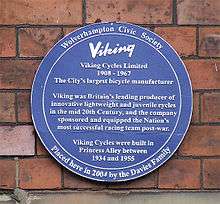 Wolverhampton Civic Society
Viking
Viking Cycles Limited
1908 - 1967
The City's largest bicycle manufacturer
Viking was Britain's leading producer of
innovative lightweight and juvenile cycles
in the mid 20th Century, and the company
sponsored and equipped the Nation's
most successful racing team post-war.
Viking Cycles were built in
Princess Alley between
1934 and 1955
Placed here in 2004 by the Davies Family